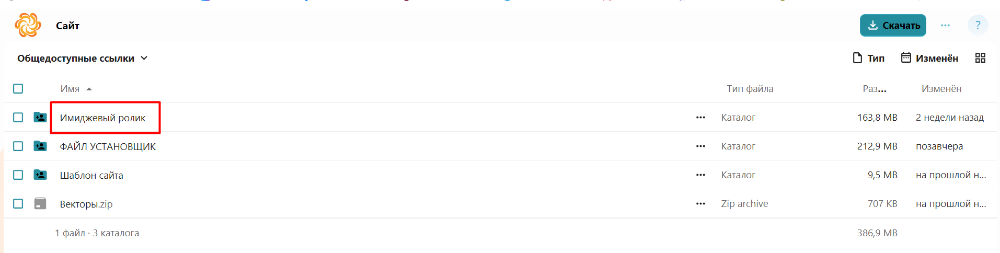 Сайт
Скачать
?
Общедоступные ссылки
Тип Изменён
Имя Тип файла Раз... Изменён
Имиджевый ролик ... Каталог 163,8 MB 2 недели назад
ФАЙЛ УСТАНОВЩИК ... Каталог 212,9 MB позавчера
Шаблон сайта ... Каталог 9,5 MB на прошлой н...
Векторы.zip ... Zip archive 707 KB на прошлой н...
1 файл · 3 каталога 386,9 MB